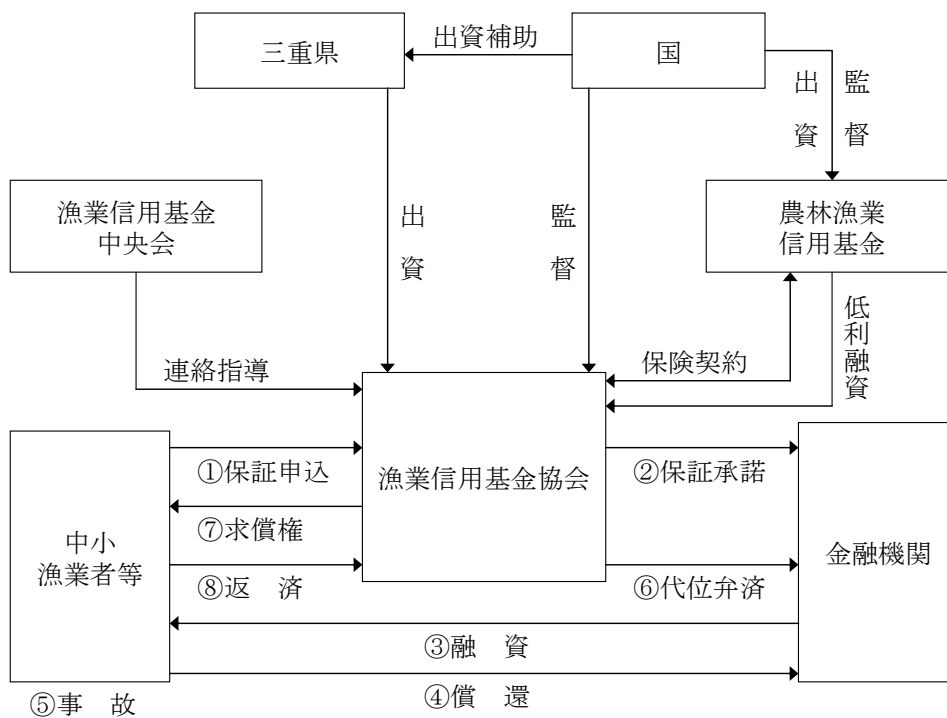 三重県
出資補助
国
出資
監督
漁業信用基金
中央会
出資
監督
農林漁業
信用基金
連絡指導
保険契約
低利融資
中小
漁業者等
①保証申込
漁業信用基金協会
②保証承諾
金融機関
⑦求償権
⑧返　済
⑥代位弁済
③融　資
④償　還
⑤事　故